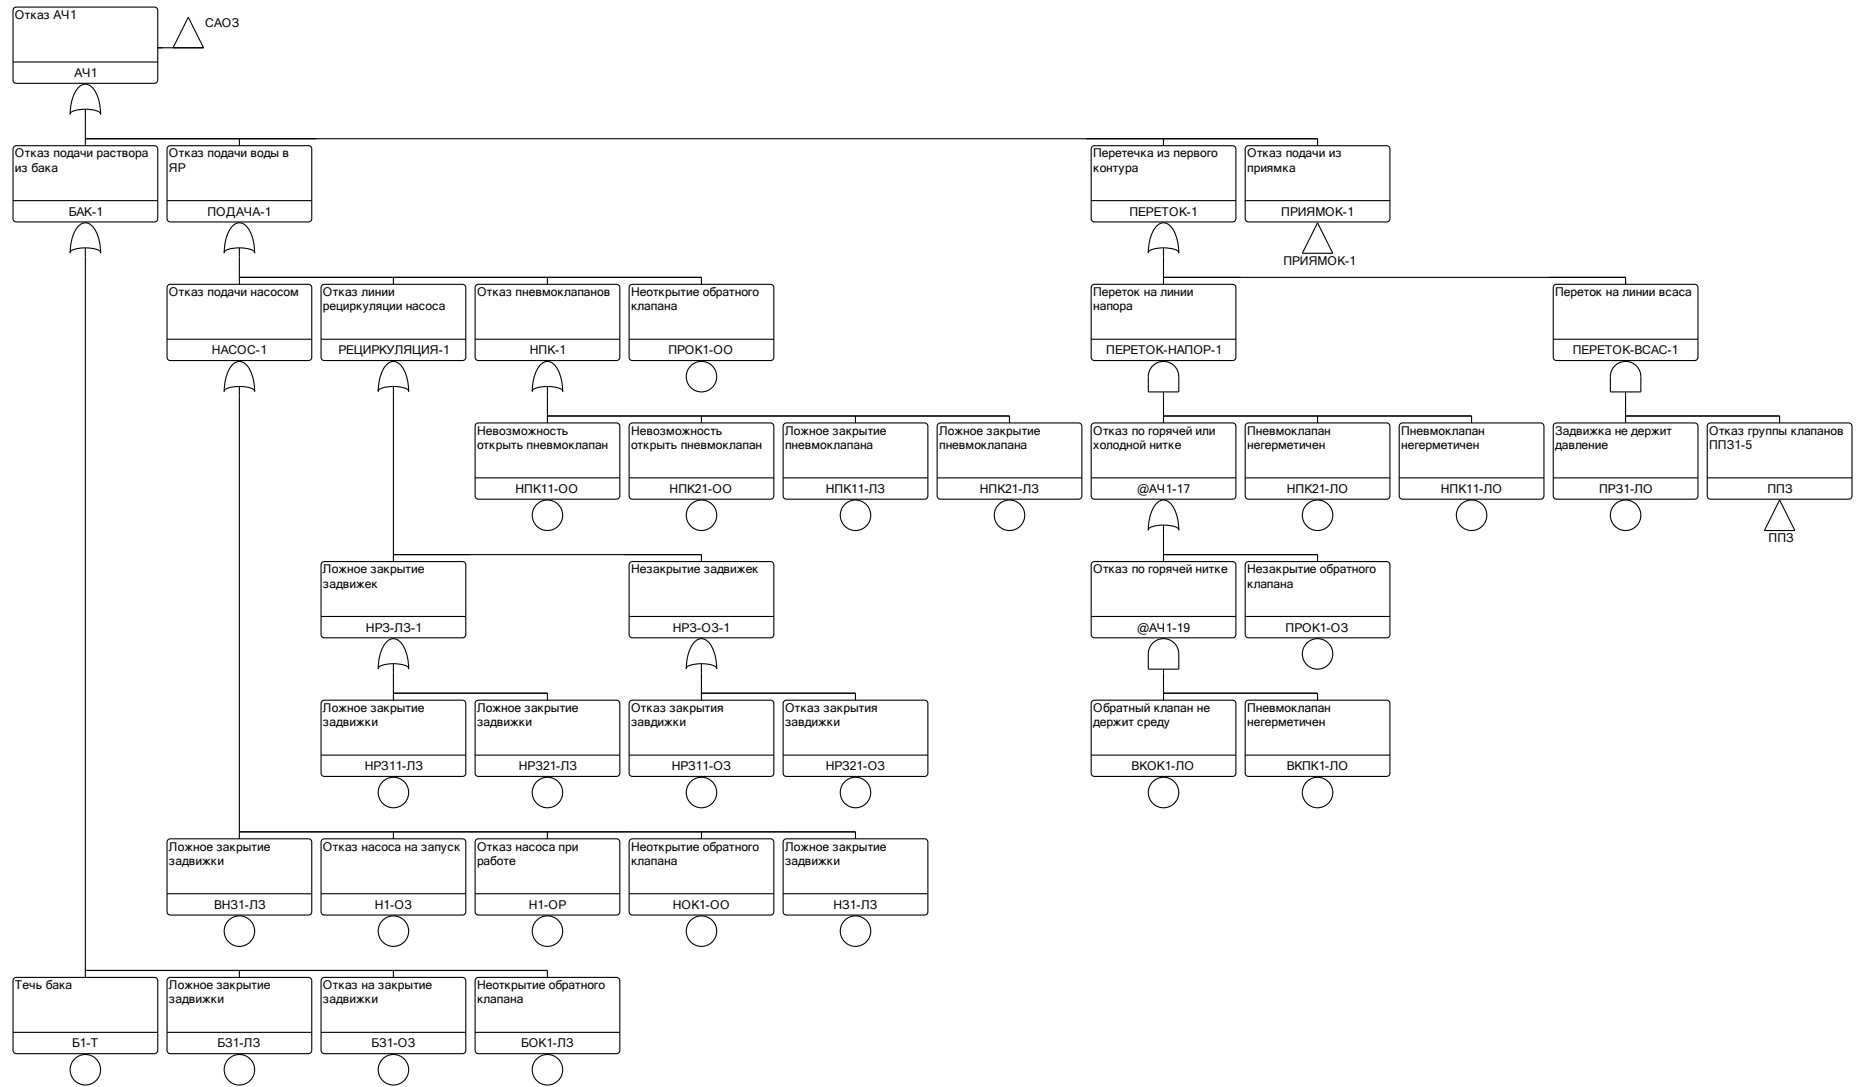 Отказ АЧ1
САОЗ
АЧ1
Отказ подачи раствора
из бака
БАК-1
Отказ подачи воды в
ЯР
ПОДАЧА-1
Перетечка из первого
контура
ПЕРЕТОК-1
Отказ подачи из
приямка
ПРИЯМОК-1
ПРИЯМОК-1
Отказ подачи насосом
НАСОС-1
Отказ линии
рециркуляции насоса
РЕЦИРКУЛЯЦИЯ-1
Отказ пневмоклапанов
НПК-1
Неоткрытие обратного
клапана
ПРОК1-ОО
Переток на линии
напора
ПЕРЕТОК-НАПОР-1
Переток на линии всаса
ПЕРЕТОК-ВСАС-1
Невозможность
открыть пневмоклапан
НПК11-ОО
Невозможность
открыть пневмоклапан
НПК21-ОО
Ложное закрытие
пневмоклапана
НПК11-ЛЗ
Ложное закрытие
пневмоклапана
НПК21-ЛЗ
Отказ по горячей или
холодной нитке
@АЧ1-17
Пневмоклапан
негерметичен
НПК21-ЛО
Пневмоклапан
негерметичен
НПК11-ЛО
Задвижка не держит
давление
ПРЗ1-ЛО
Отказ группы клапанов
ППЗ1-5
ППЗ
ППЗ
Ложное закрытие
задвижек
НРЗ-ЛЗ-1
Незакрытие задвижек
НРЗ-ОЗ-1
Отказ по горячей нитке
@АЧ1-19
Незакрытие обратного
клапана
ПРОК1-ОЗ
Ложное закрытие
задвижки
НРЗ11-ЛЗ
Ложное закрытие
задвижки
НРЗ21-ЛЗ
Отказ закрытия
завдижки
НРЗ11-ОЗ
Отказ закрытия
завдижки
НРЗ21-ОЗ
Обратный клапан не
держит среду
ВКОК1-ЛО
Пневмоклапан
негерметичен
ВКПК1-ЛО
Ложное закрытие
задвижки
ВНЗ1-ЛЗ
Отказ насоса на запуск
Н1-ОЗ
Отказ насоса при
работе
Н1-ОР
Неоткрытие обратного
клапана
НОК1-ОО
Ложное закрытие
задвижки
НЗ1-ЛЗ
Течь бака
Б1-Т
Ложное закрытие
задвижки
БЗ1-ЛЗ
Отказ на закрытие
задвижки
БЗ1-ОЗ
Неоткрытие обратного
клапана
БОК1-ЛЗ